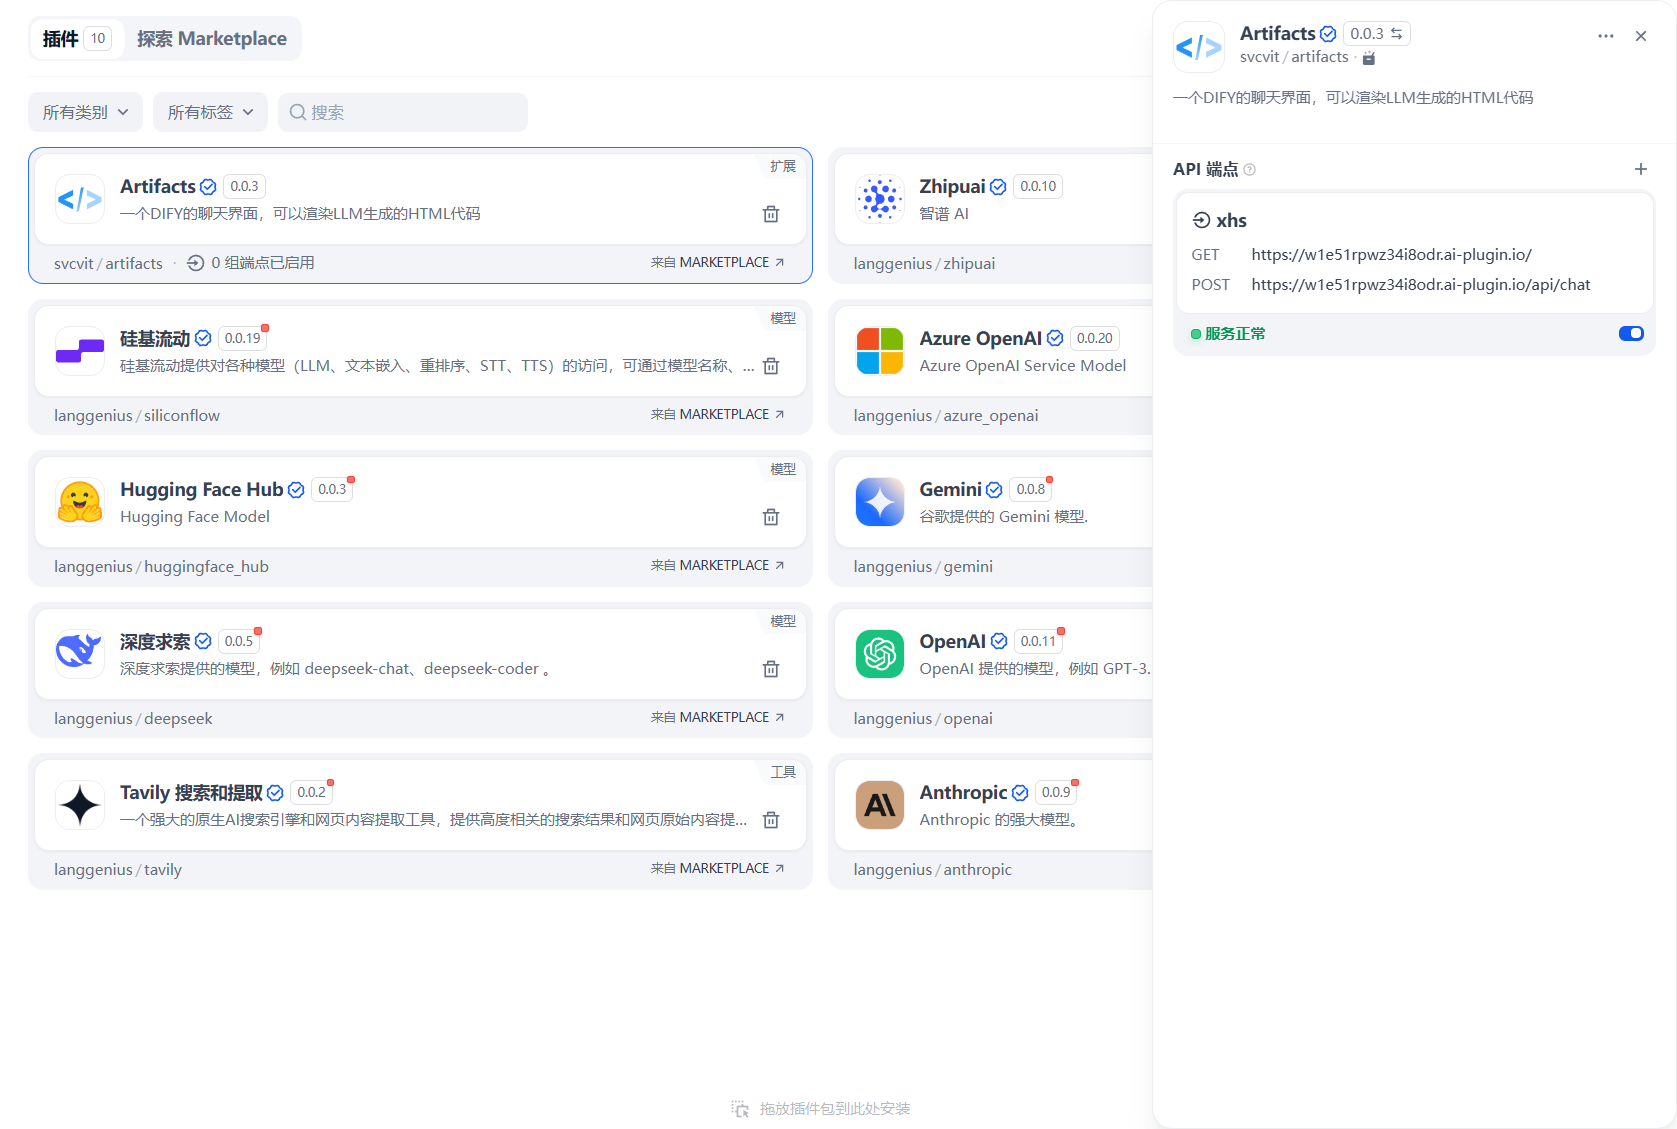 插件 10
探索 Marketplace
所有类别
所有标签
搜索
扩展
Artifacts 0.0.3
一个DIFY的聊天界面，可以渲染LLM生成的HTML代码
svcvit / artifacts · 0 组端点已启用
来自 MARKETPLACE
Zhipuai 0.0.10
智谱 AI
langgenius / zhipuai
模型
硅基流动 0.0.19
硅基流动提供对各种模型（LLM、文本嵌入、重排序、STT、TTS）的访问，可通过模型名称、...
langgenius / siliconflow
来自 MARKETPLACE
Azure OpenAI 0.0.20
Azure OpenAI Service Model
langgenius / azure_openai
模型
Hugging Face Hub 0.0.3
Hugging Face Model
langgenius / huggingface_hub
来自 MARKETPLACE
Gemini 0.0.8
谷歌提供的 Gemini 模型.
langgenius / gemini
模型
深度求索 0.0.5
深度求索提供的模型，例如 deepseek-chat、deepseek-coder 。
langgenius / deepseek
来自 MARKETPLACE
OpenAI 0.0.11
OpenAI 提供的模型，例如 GPT-3.
langgenius / openai
工具
Tavily 搜索和提取 0.0.2
一个强大的原生AI搜索引擎和网页内容提取工具，提供高度相关的搜索结果和网页原始内容提...
langgenius / tavily
来自 MARKETPLACE
Anthropic 0.0.9
Anthropic 的强大模型。
langgenius / anthropic
拖放插件包到此处安装
Artifacts 0.0.3
svcvit / artifacts ·
一个DIFY的聊天界面，可以渲染LLM生成的HTML代码
API 端点
xhs
GET https://w1e51rpwz34i8odr.ai-plugin.io/
POST https://w1e51rpwz34i8odr.ai-plugin.io/api/chat
服务正常